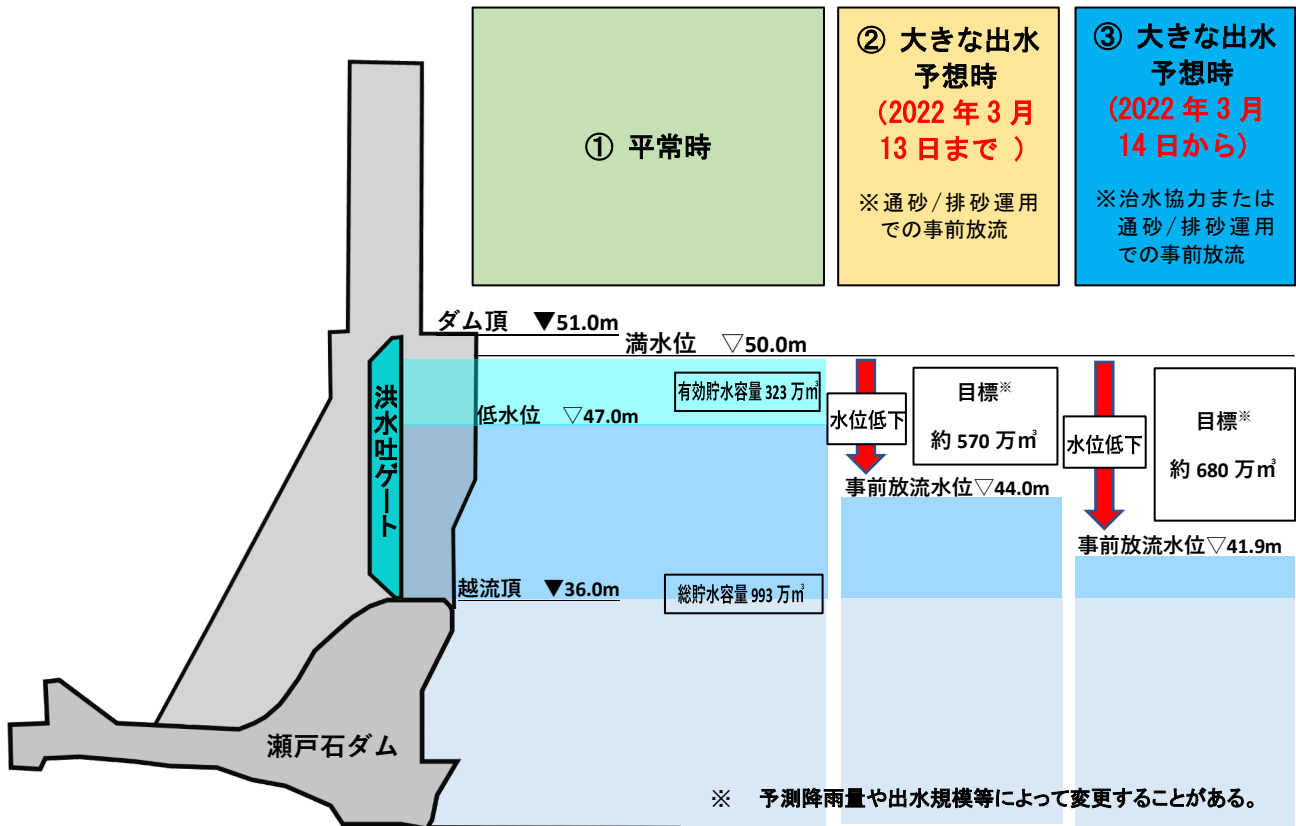 ① 平常時
② 大きな出水
予想時
(2022 年 3 月
13 日まで )
※通砂/排砂運用
での事前放流
③ 大きな出水
予想時
(2022 年 3 月
14 日から)
※治水協力または
通砂/排砂運用
での事前放流
ダム頂 ▼51.0m
満水位 ▽50.0m
有効貯水容量 323 万㎥
低水位 ▽47.0m
洪水吐ゲート
水位低下
目標※
約 570 万㎥
事前放流水位▽44.0m
水位低下
目標※
約 680 万㎥
事前放流水位▽41.9m
越流頂 ▼36.0m
総貯水容量 993 万㎥
瀬戸石ダム
※ 予測降雨量や出水規模等によって変更することがある。